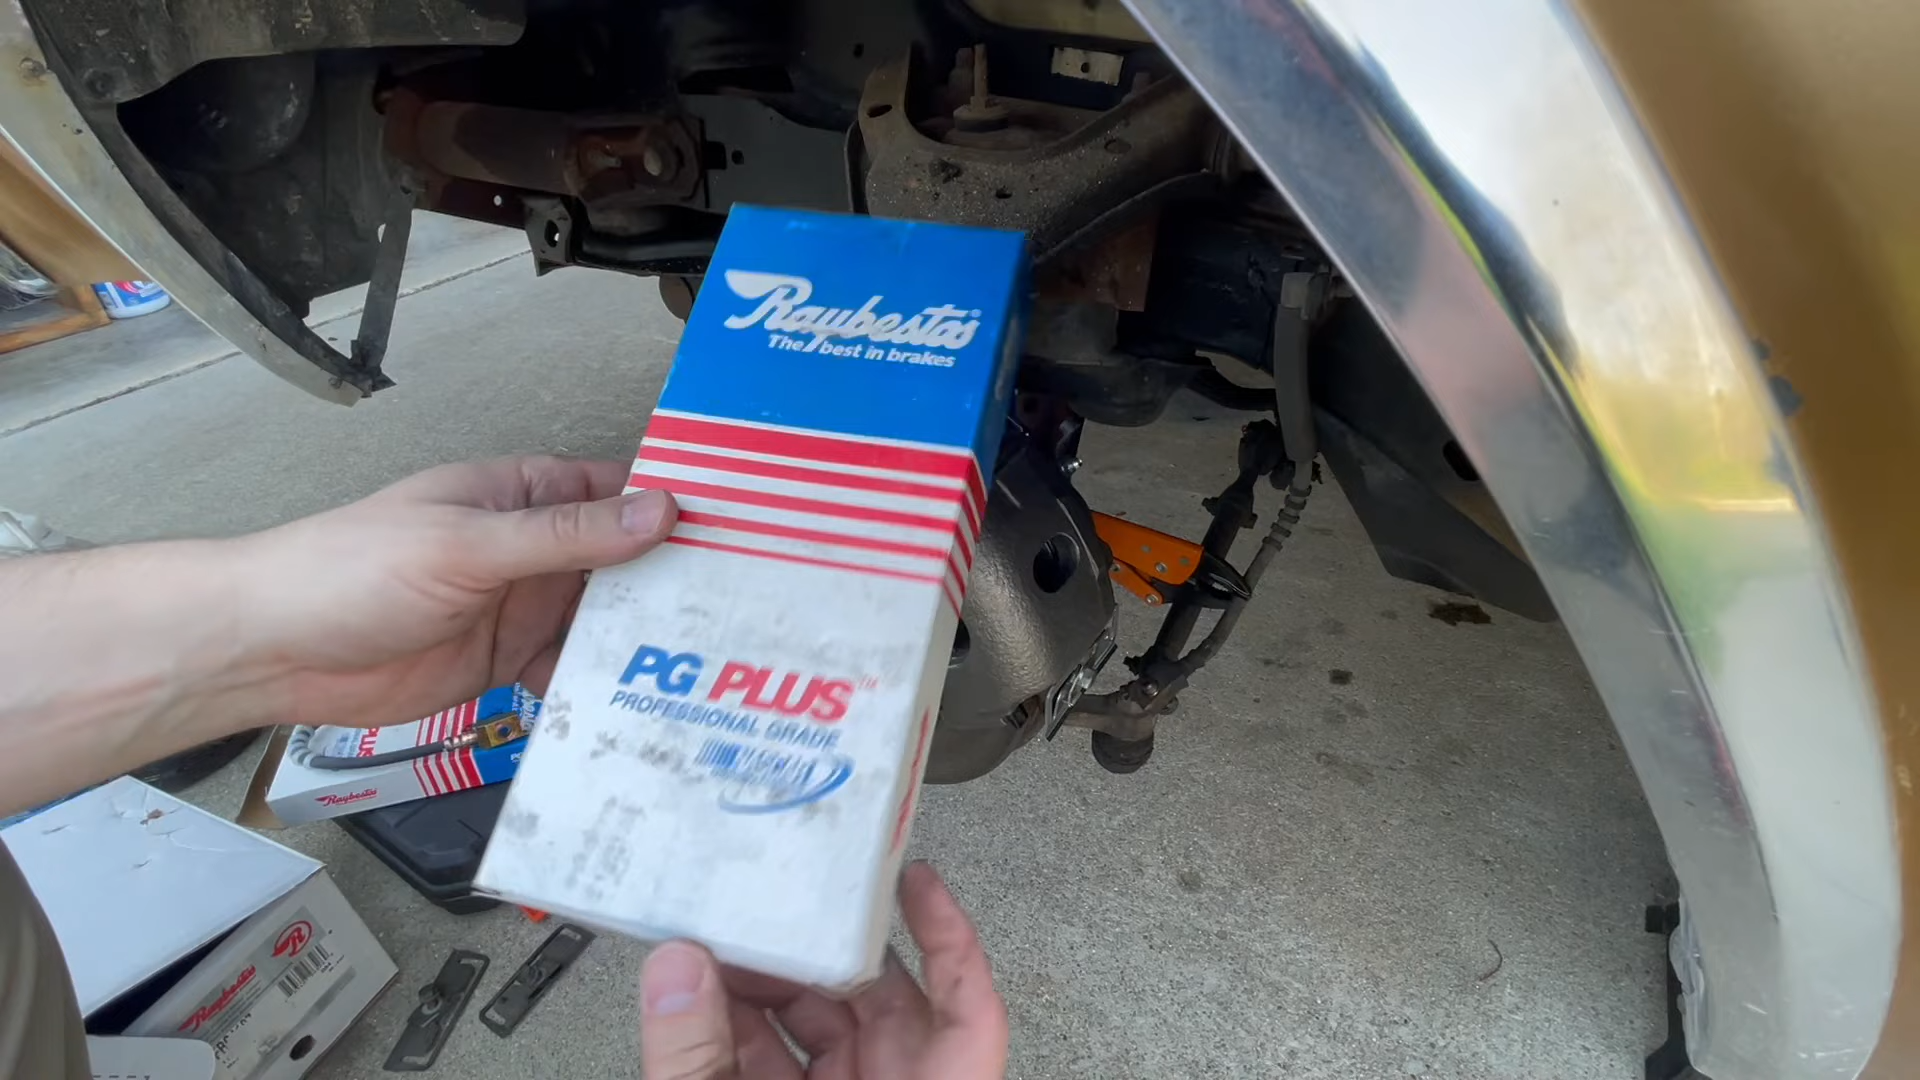 Raybestos®
The best in brakes
PG PLUS™
PROFESSIONAL GRADE
Raybestos
R
Raybestos